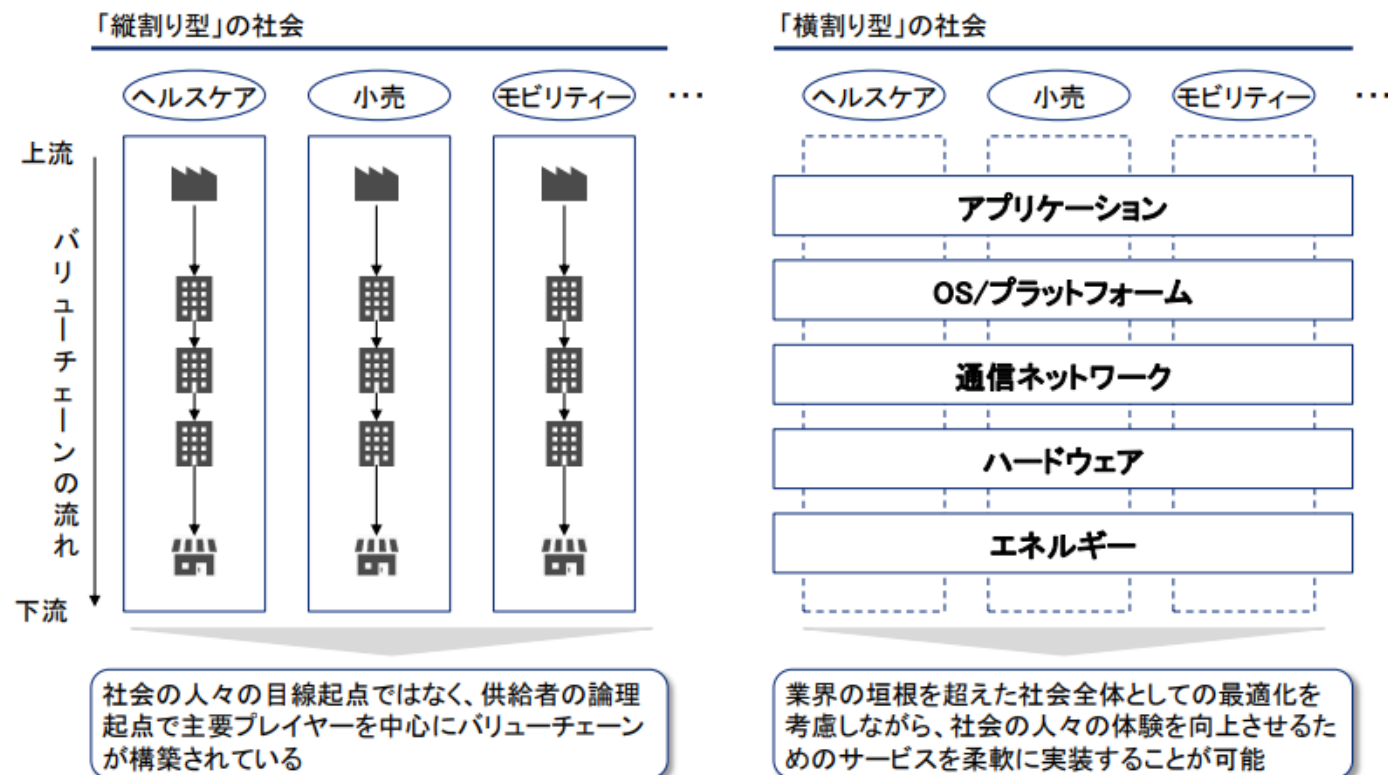 「縦割り型」の社会
ヘルスケア
小売
モビリティー
…
上流
バリューチェーンの流れ
下流
社会の人々の目線起点ではなく、供給者の論理
起点で主要プレイヤーを中心にバリューチェーン
が構築されている
「横割り型」の社会
ヘルスケア
小売
モビリティー
…
アプリケーション
OS/プラットフォーム
通信ネットワーク
ハードウェア
エネルギー
業界の垣根を超えた社会全体としての最適化を
考慮しながら、社会の人々の体験を向上させるた
めのサービスを柔軟に実装することが可能